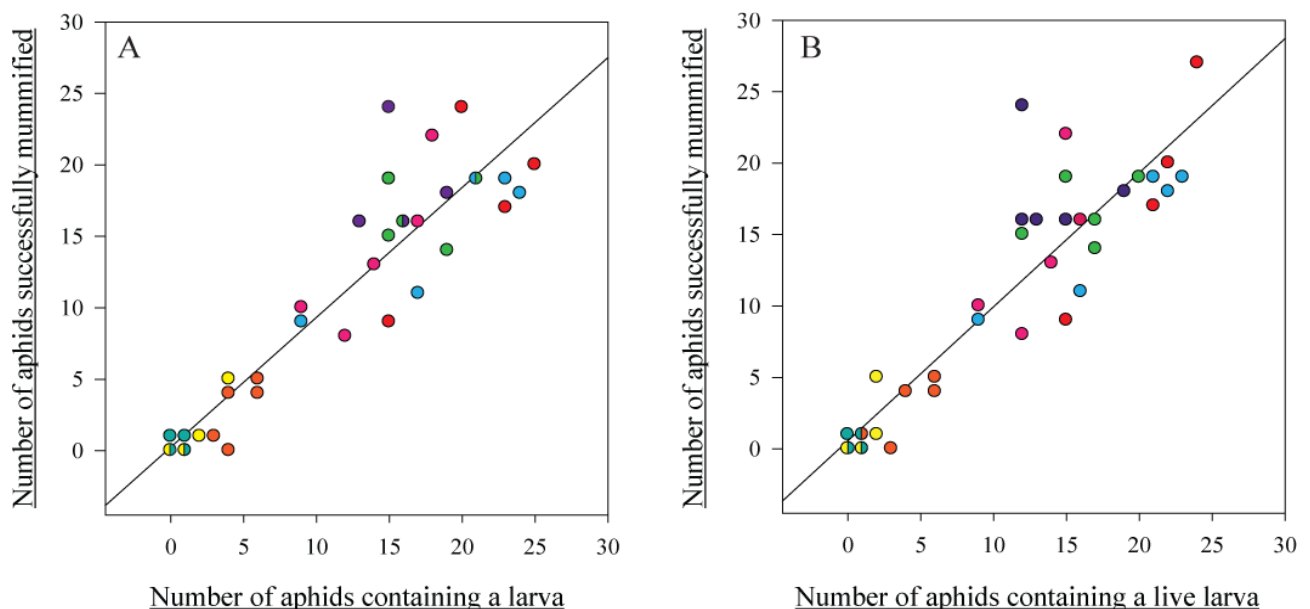 Number of aphids successfully mummified
A
30
25
20
15
10
5
0
0 5 10 15 20 25 30
Number of aphids containing a larva
Number of aphids successfully mummified
B
30
25
20
15
10
5
0
0 5 10 15 20 25 30
Number of aphids containing a live larva